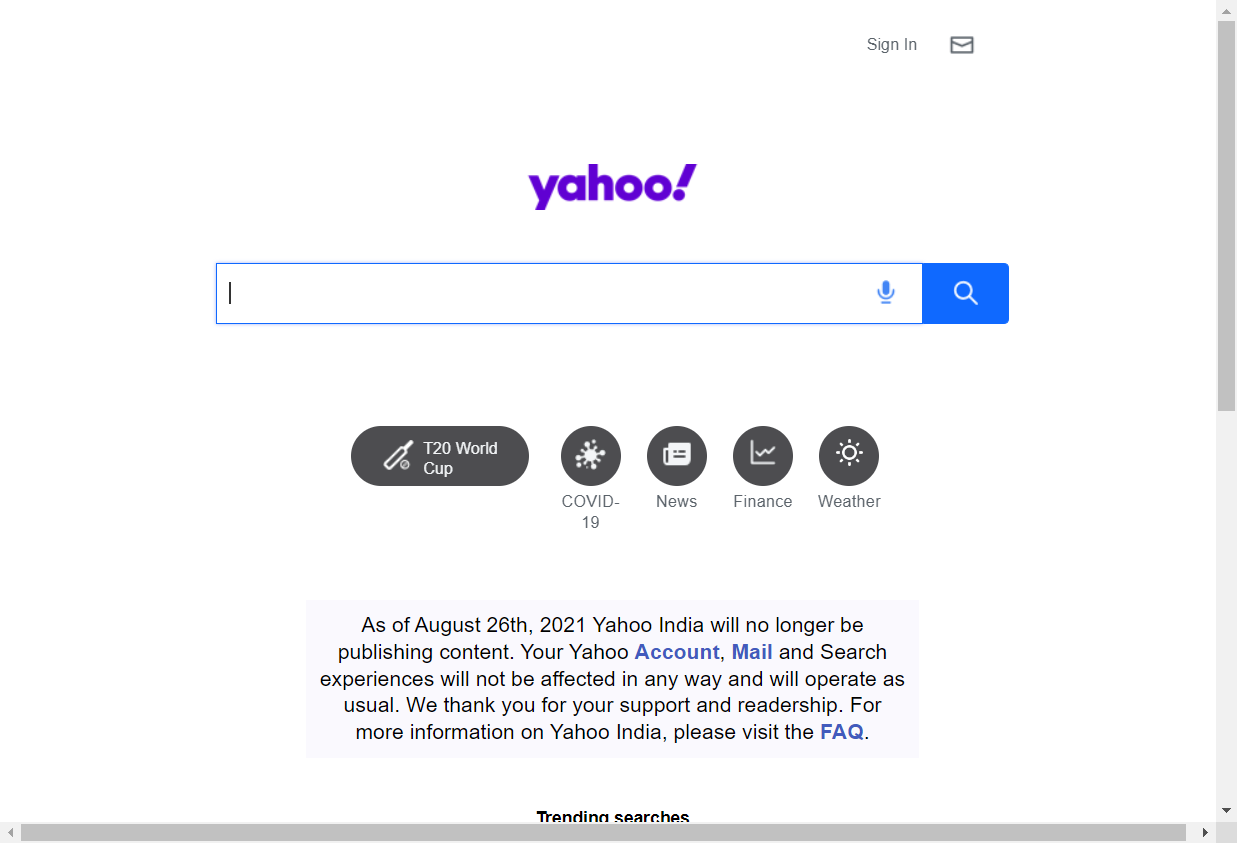 Sign In
yahoo!
T20 World
Cup
COVID-
19
News
Finance
Weather
As of August 26th, 2021 Yahoo India will no longer be
publishing content. Your Yahoo Account, Mail and Search
experiences will not be affected in any way and will operate as
usual. We thank you for your support and readership. For
more information on Yahoo India, please visit the FAQ.
Trending searches